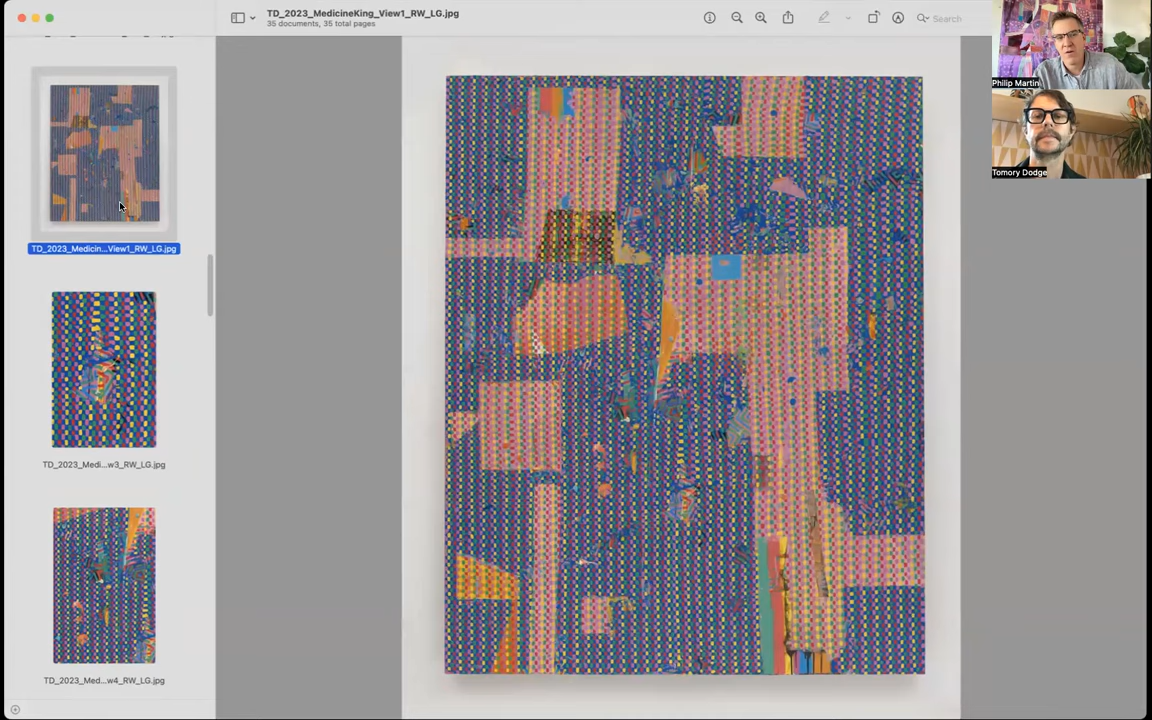 TD_2023_MedicineKing_View1_RW_LG.jpg
35 documents, 35 total pages
Search
Philip Martin
Tomory Dodge
TD_2023_Medicin...View1_RW_LG.jpg
TD_2023_Medi...w3_RW_LG.jpg
TD_2023_Med...w4_RW_LG.jpg